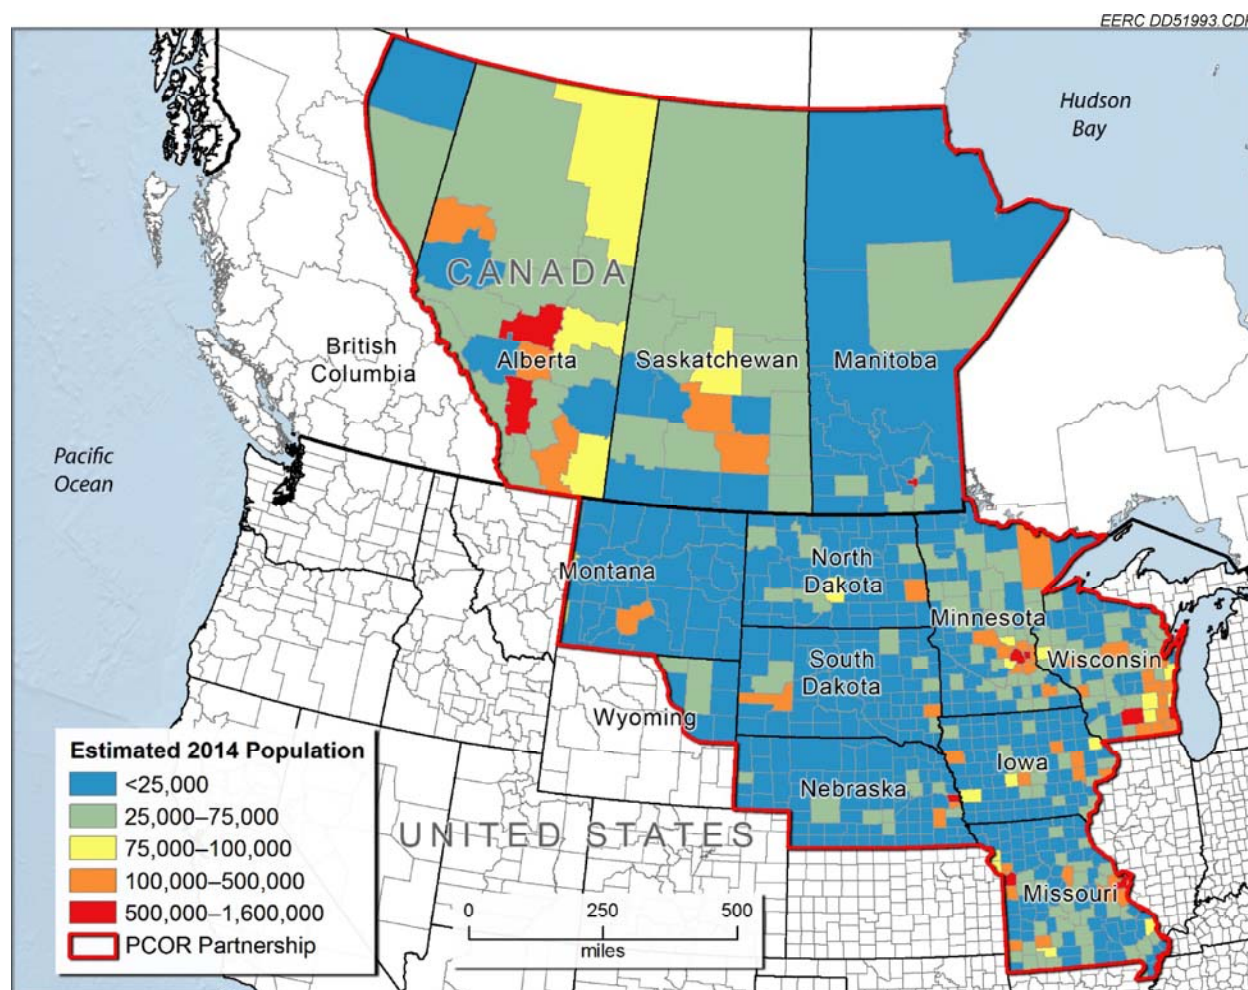 EERC DD51993.CDR
Hudson
Bay
CANADA
British
Columbia
Alberta
Saskatchewan
Manitoba
Pacific
Ocean
Montana
North
Dakota
Minnesota
Wisconsin
South
Dakota
Wyoming
Iowa
Nebraska
UNITED STATES
Missouri
Estimated 2014 Population
<25,000
25,000–75,000
75,000–100,000
100,000–500,000
500,000–1,600,000
PCOR Partnership
0 250 500
miles